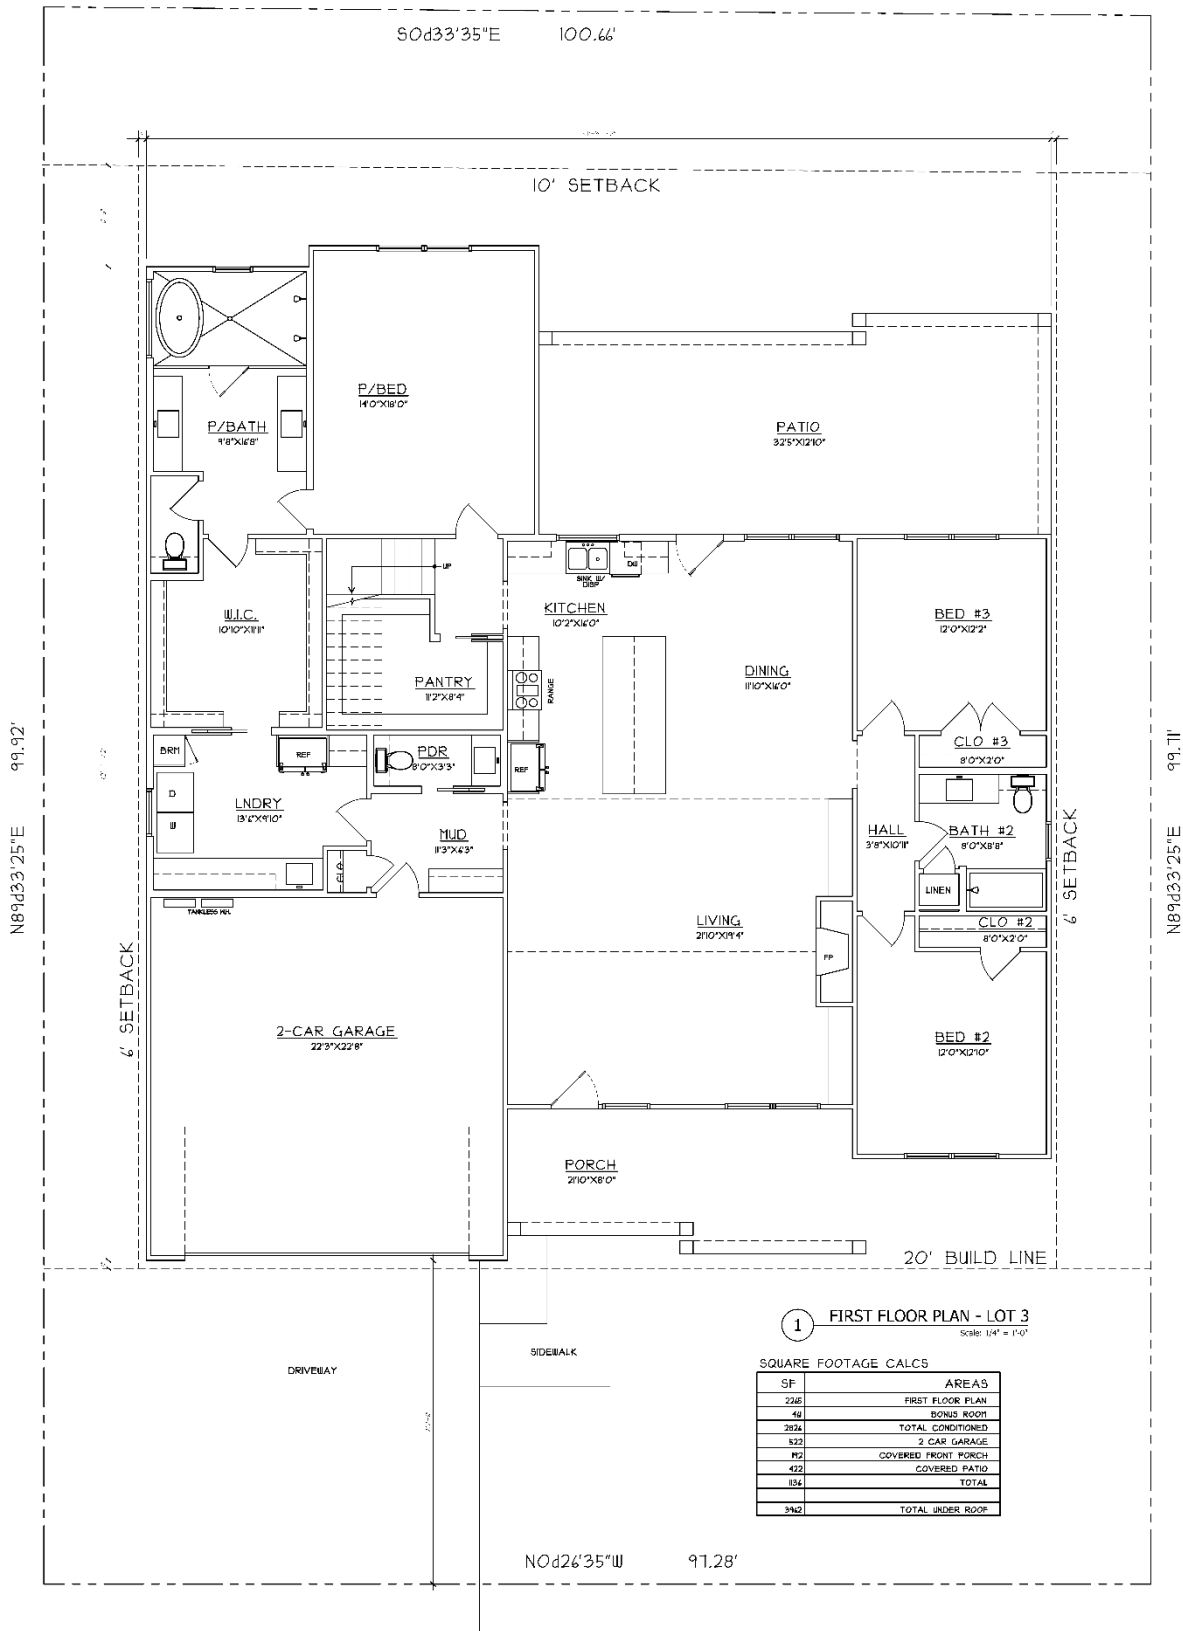 S0d33'35"E 100.66'
10' SETBACK
P/BED
14'0"X18'0"
P/BATH
9'8"X16'8"
PATIO
32'5"X12'10"
UP
DW
SINK W/
DISP
KITCHEN
10'2"X16'0"
W.I.C.
10'10"X11'11"
BED #3
12'0"X12'2"
DINING
11'10"X16'0"
PANTRY
11'2"X8'4"
RANGE
BRM
REF
PDR
8'0"X3'3"
REF
CLO #3
8'0"X2'0"
N89d33'25"E 99.92'
N89d33'25"E 99.71'
D
W
LNDRY
13'6"X9'10"
MUD
11'3"X6'3"
HALL
3'8"X10'11"
BATH #2
8'0"X8'8"
CLO
LINEN
TANKLESS W.H.
LIVING
21'10"X19'4"
CLO #2
8'0"X2'0"
6' SETBACK
6' SETBACK
FP
2-CAR GARAGE
22'3"X22'8"
BED #2
12'0"X12'10"
PORCH
21'10"X8'0"
20' BUILD LINE
1
FIRST FLOOR PLAN - LOT 3
Scale: 1/4" = 1'-0"
SIDEWALK
DRIVEWAY
SQUARE FOOTAGE CALCS
SF AREAS
FIRST FLOOR PLAN
BONUS ROOM
TOTAL CONDITIONED
522 2 CAR GARAGE
192 COVERED FRONT PORCH
422 COVERED PATIO
1136 TOTAL
3962 TOTAL UNDER ROOF
N0d26'35"W 97.28'